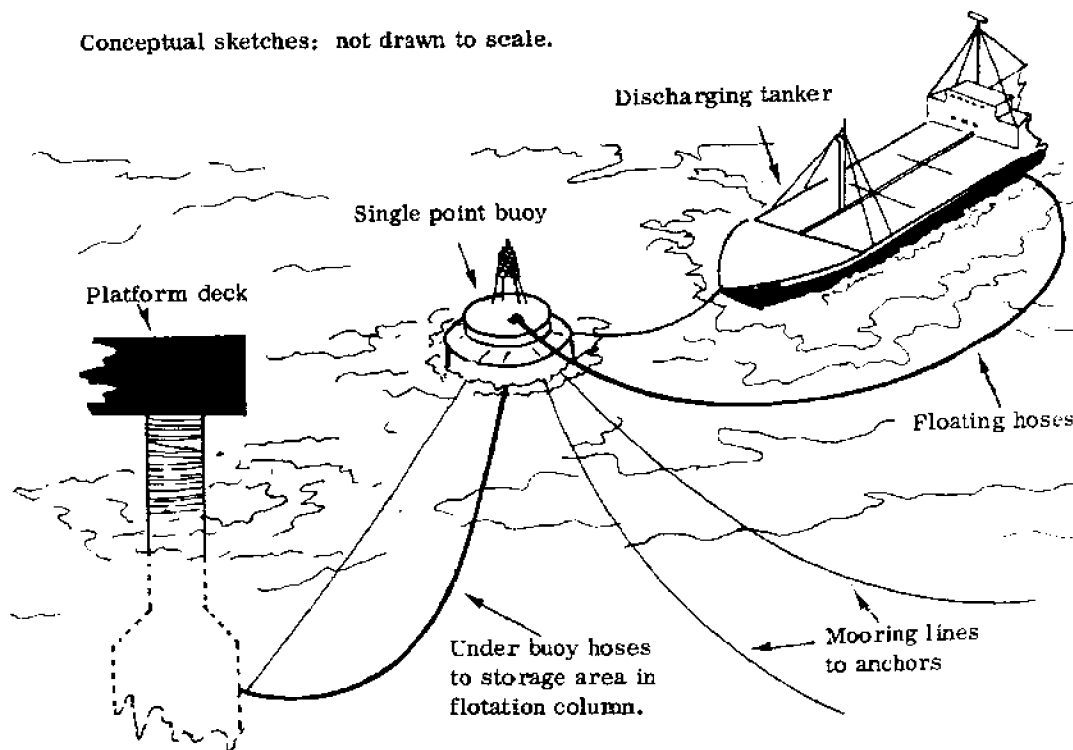 Conceptual sketches: not drawn to scale.
Discharging tanker
Single point buoy
Platform deck
Floating hoses
Under buoy hoses
to storage area in
flotation column.
Mooring lines
to anchors